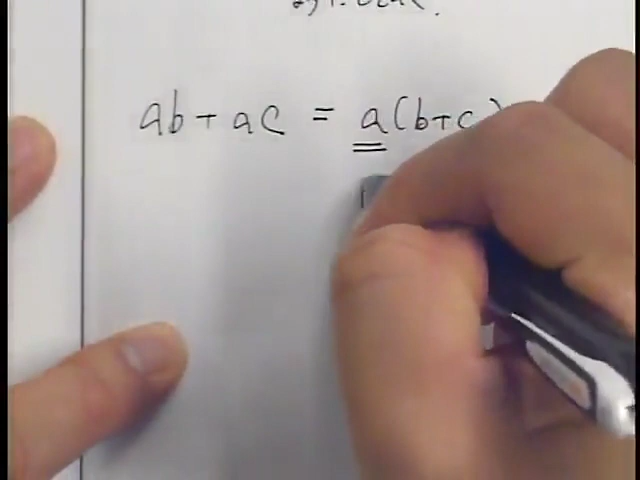 ab + ac = a(b+c)